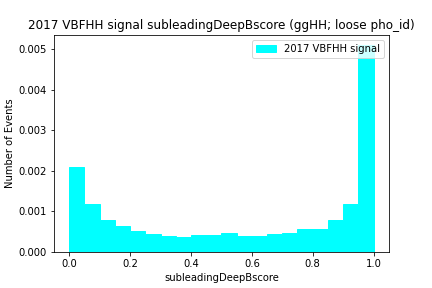 2017 VBFHH signal subleadingDeepBscore (ggHH; loose pho_id)
2017 VBFHH signal
0.005
0.004
0.003
0.002
0.001
0.000
Number of Events
0.0 0.2 0.4 0.6 0.8 1.0
subleadingDeepBscore